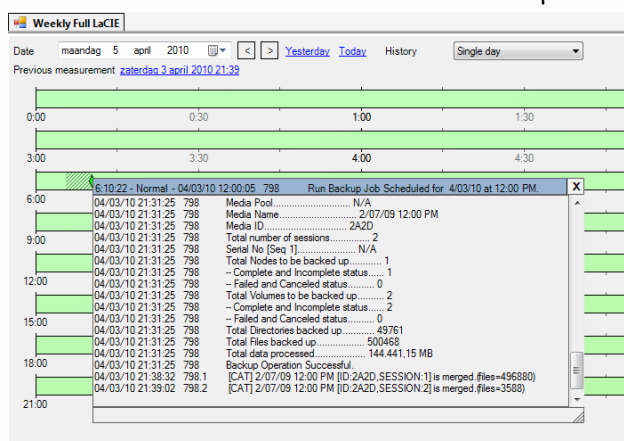 Weekly Full LaCIE
Date maandag 5 april 2010 < > Yesterday Today History Single day
Previous measurement zaterdag 3 april 2010 21:39
0:00 0:30 1:00 1:30
3:00 3:30 4:00 4:30
6:10:22 - Normal - 04/03/10 12:00:05 798 Run Backup Job Scheduled for 4/03/10 at 12:00 PM. X
6:00
04/03/10 21:31:25 798 Media Pool............................ N/A
04/03/10 21:31:25 798 Media Name............................ 2/07/09 12:00 PM
04/03/10 21:31:25 798 Media ID............................ 2A2D
04/03/10 21:31:25 798 Total number of sessions............. 2
9:00
04/03/10 21:31:25 798 Serial No [Seq 1].................... N/A
04/03/10 21:31:25 798 Total Nodes to be backed up............ 1
04/03/10 21:31:25 798 -- Complete and Incomplete status...... 1
12:00
04/03/10 21:31:25 798 -- Failed and Canceled status......... 0
04/03/10 21:31:25 798 Total Volumes to be backed up......... 2
04/03/10 21:31:25 798 -- Complete and Incomplete status...... 2
15:00
04/03/10 21:31:25 798 -- Failed and Canceled status......... 0
04/03/10 21:31:25 798 Total Directories backed up............ 49761
04/03/10 21:31:25 798 Total Files backed up............ 500468
04/03/10 21:31:25 798 Total data processed.................. 144.441,15 MB
18:00
04/03/10 21:31:25 798 Backup Operation Successful.
04/03/10 21:38:32 798.1 [CAT] 2/07/09 12:00 PM [ID:2A2D,SESSION:1] is merged.(files=496880)
04/03/10 21:39:02 798.2 [CAT] 2/07/09 12:00 PM [ID:2A2D,SESSION:2] is merged.(files=3588)
21:00